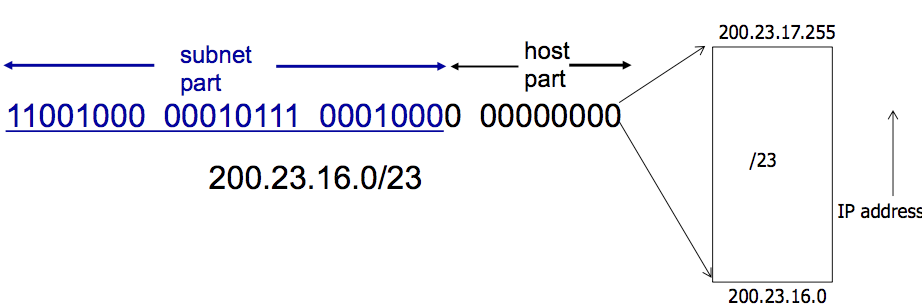 200.23.17.255
subnet part
host part
11001000 00010111 00010000 00000000
/23
200.23.16.0/23
IP address
200.23.16.0